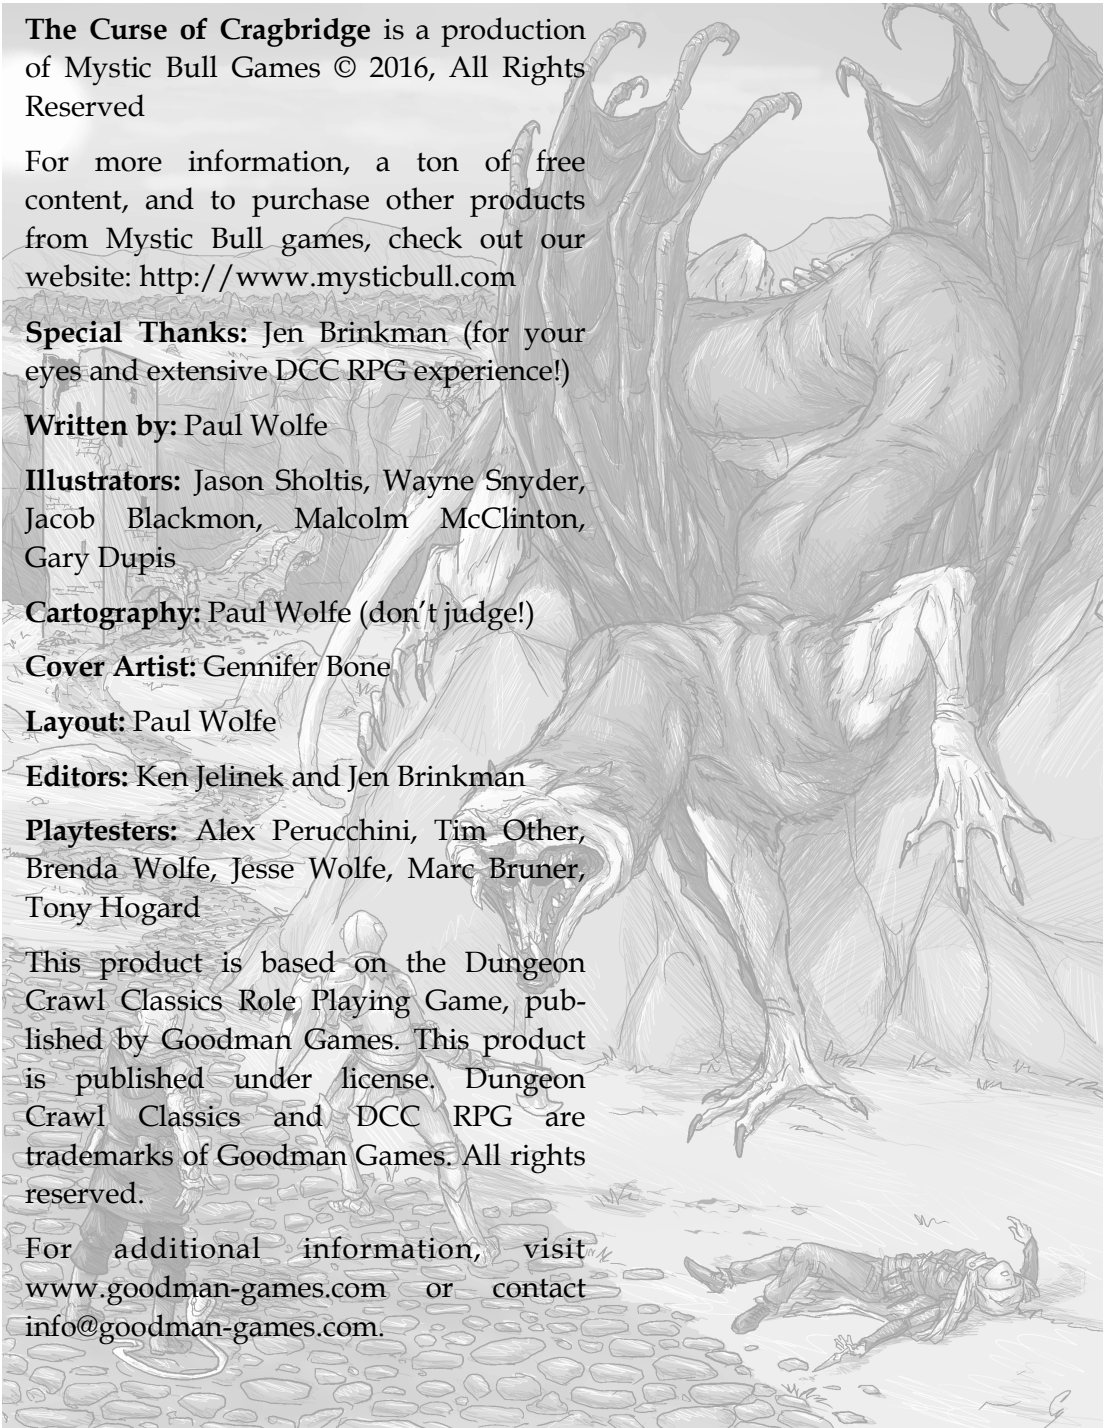 The Curse of Cragbridge is a production
of Mystic Bull Games © 2016, All Rights
Reserved
For more information, a ton of free
content, and to purchase other products
from Mystic Bull games, check out our
website: http://www.mysticbull.com
Special Thanks: Jen Brinkman (for your
eyes and extensive DCC RPG experience!)
Written by: Paul Wolfe
Illustrators: Jason Sholtis, Wayne Snyder,
Jacob Blackmon, Malcolm McClinton,
Gary Dupis
Cartography: Paul Wolfe (don't judge!)
Cover Artist: Gennifer Bone
Layout: Paul Wolfe
Editors: Ken Jelinek and Jen Brinkman
Playtesters: Alex Perucchini, Tim Other,
Brenda Wolfe, Jesse Wolfe, Marc Bruner,
Tony Hogard
This product is based on the Dungeon
Crawl Classics Role Playing Game, pub-
lished by Goodman Games. This product
is published under license. Dungeon
Crawl Classics and DCC RPG are
trademarks of Goodman Games. All rights
reserved.
For additional information, visit
www.goodman-games.com or contact
info@goodman-games.com.